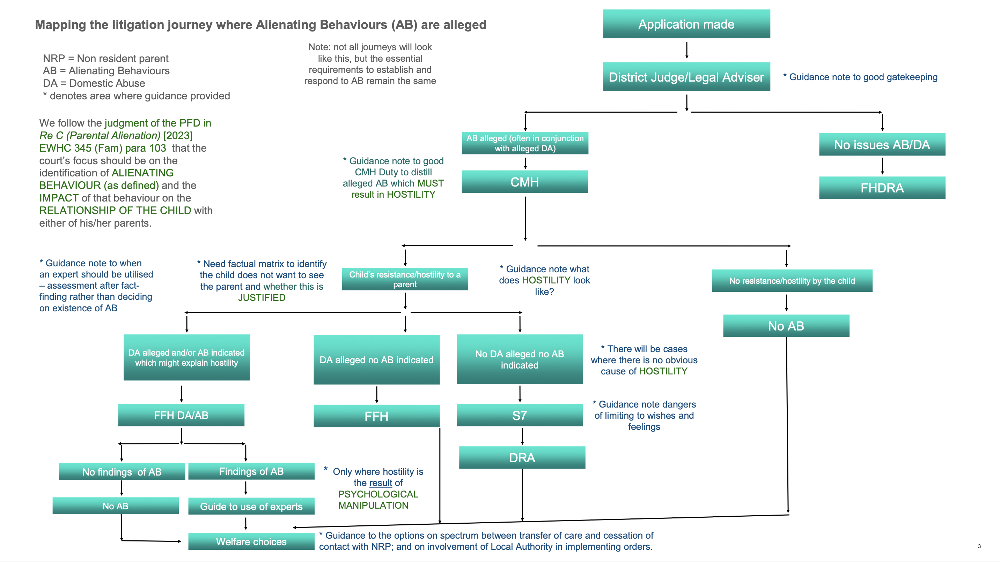 Mapping the litigation journey where Alienating Behaviours (AB) are alleged
NRP = Non resident parent
AB = Alienating Behaviours
DA = Domestic Abuse
* denotes area where guidance provided
Note: not all journeys will look
like this, but the essential
requirements to establish and
respond to AB remain the same
We follow the judgment of the PFD in
Re C (Parental Alienation) [2023]
EWHC 345 (Fam) para 103 that the
court's focus should be on the
identification of ALIENATING
BEHAVIOUR (as defined) and the
IMPACT of that behaviour on the
RELATIONSHIP OF THE CHILD with
either of his/her parents.
Application made
District Judge/Legal Adviser
* Guidance note to good gatekeeping
AB alleged (often in conjunction
with alleged DA)
No issues AB/DA
* Guidance note to good
CMH Duty to distill
alleged AB which MUST
result in HOSTILITY
CMH
FHDRA
* Guidance note to when
an expert should be utilised
– assessment after fact-
finding rather than deciding
on existence of AB
* Need factual matrix to identify
the child does not want to see
the parent and whether this is
JUSTIFIED
Child's resistance/hostility to a
parent
* Guidance note what
does HOSTILITY look
like?
No resistance/hostility by the child
No AB
DA alleged and/or AB indicated
which might explain hostility
DA alleged no AB indicated
No DA alleged no AB
indicated
* There will be cases
where there is no obvious
cause of HOSTILITY
FFH DA/AB
FFH
S7
* Guidance note dangers
of limiting to wishes and
feelings
DRA
No findings of AB
Findings of AB
* Only where hostility is
the result of
PSYCHOLOGICAL
MANIPULATION
No AB
Guide to use of experts
Welfare choices
* Guidance to the options on spectrum between transfer of care and cessation of
contact with NRP; and on involvement of Local Authority in implementing orders.
3